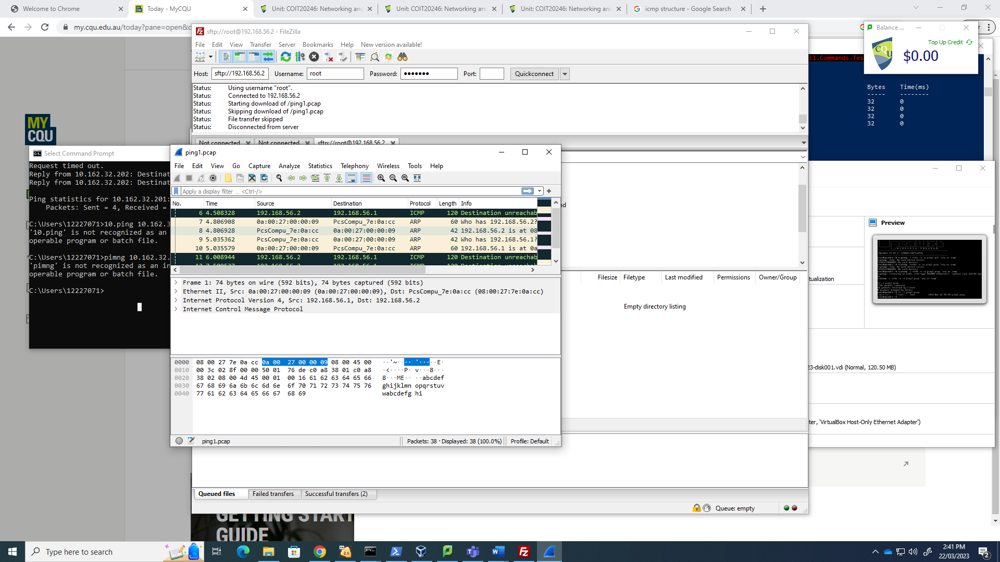 Welcome to Chrome
Today - MyCQU
Unit: COIT20246: Networking an
Unit: COIT20246: Networking an
Unit: COIT20246: Networking an
icmp structure - Google Search
my.cqu.edu.au/today?pane=open&c
sftp://root@192.168.56.2 - FileZilla
File Edit View Transfer Server Bookmarks Help New version available!
Host: sftp://192.168.56.2 Username: root Password: ●●●●●●● Port: Quickconnect
Status: Using username "root".
Status: Connected to 192.168.56.2
Status: Starting download of /ping1.pcap
Status: Skipping download of /ping1.pcap
Status: File transfer skipped
Status: Disconnected from server
Not connected Not connected sftp://root@192.168.56.2
Balance ...
Top Up Credit
CQU
$0.00
ll.Commands.Tes
Bytes Time(ms)
----- --------
32 0
32 0
32 0
32 0
MY
CQU
Select Command Prompt
Request timed out.
Reply from 10.162.32.202: Destinat
Reply from 10.162.32.202: Destinat
Ping statistics for 10.162.32.201:
Packets: Sent = 4, Received =
C:\Users\12227071>10.ping 10.162.3
'10.ping' is not recognized as an
operable program or batch file.
C:\Users\12227071>pimng 10.162.32.
'pimng' is not recognized as an in
operable program or batch file.
C:\Users\12227071>
ping1.pcap
File Edit View Go Capture Analyze Statistics Telephony Wireless Tools Help
Apply a display filter ... <Ctrl-/>
No. Time Source Destination Protocol Length Info
6 4.508328 192.168.56.2 192.168.56.1 ICMP 120 Destination unreachab
7 4.806908 0a:00:27:00:00:09 PcsCompu_7e:0a:cc ARP 60 Who has 192.168.56.2?
8 4.806928 PcsCompu_7e:0a:cc 0a:00:27:00:00:09 ARP 42 192.168.56.2 is at 08
9 5.035362 PcsCompu_7e:0a:cc 0a:00:27:00:00:09 ARP 42 Who has 192.168.56.1?
10 5.035579 0a:00:27:00:00:09 PcsCompu_7e:0a:cc ARP 60 192.168.56.1 is at 0a
11 6.008944 192.168.56.2 192.168.56.1 ICMP 120 Destination unreachab
Frame 1: 74 bytes on wire (592 bits), 74 bytes captured (592 bits)
Ethernet II, Src: 0a:00:27:00:00:09 (0a:00:27:00:00:09), Dst: PcsCompu_7e:0a:cc (08:00:27:7e:0a:cc)
Internet Protocol Version 4, Src: 192.168.56.1, Dst: 192.168.56.2
Internet Control Message Protocol
0000 08 00 27 7e 0a cc 0a 00 27 00 00 09 08 00 45 00 ··'~···· '·····E·
0010 00 3c 02 8f 00 00 50 01 76 de c0 a8 38 01 c0 a8 ·<····P· v···8···
0020 38 02 08 00 4d 45 00 01 00 16 61 62 63 64 65 66 8···ME·· ··abcdef
0030 67 68 69 6a 6b 6c 6d 6e 6f 70 71 72 73 74 75 76 ghijklmn opqrstuv
0040 77 61 62 63 64 65 66 67 68 69 wabcdefg hi
ping1.pcap Packets: 38 · Displayed: 38 (100.0%) Profile: Default
nd
Filesize Filetype Last modified Permissions Owner/Group
Empty directory listing
Preview
tualization
23-disk001.vdi (Normal, 120.50 MB)
ter, 'VirtualBox Host-Only Ethernet Adapter')
Queued files Failed transfers Successful transfers (2)
Queue: empty
GETTING START
GUIDE
Type here to search
2:41 PM
22/03/2023
2